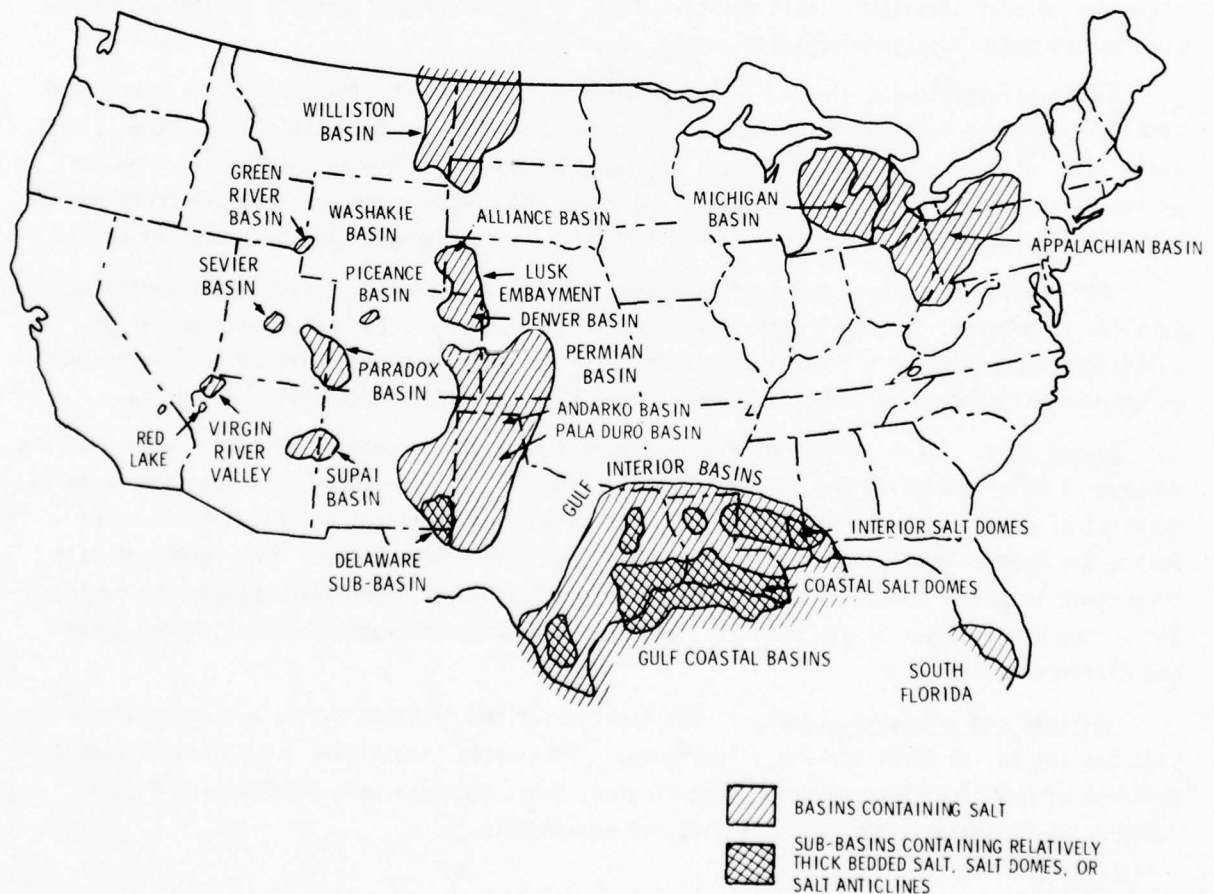 WILLISTON
BASIN
GREEN
RIVER
BASIN
WASHAKIE
BASIN
ALLIANCE BASIN
MICHIGAN
BASIN
APPALACHIAN BASIN
SEVIER
BASIN
PICEANCE
BASIN
LUSK
EMBAYMENT
DENVER BASIN
PERMIAN
BASIN
PARADOX
BASIN
ANDARKO BASIN
PALA DURO BASIN
RED
LAKE
VIRGIN
RIVER
VALLEY
SUPAI
BASIN
INTERIOR BASINS
GULF
INTERIOR SALT DOMES
DELAWARE
SUB-BASIN
COASTAL SALT DOMES
GULF COASTAL BASINS
SOUTH
FLORIDA
BASINS CONTAINING SALT
SUB-BASINS CONTAINING RELATIVELY
THICK BEDDED SALT, SALT DOMES, OR
SALT ANTICLINES